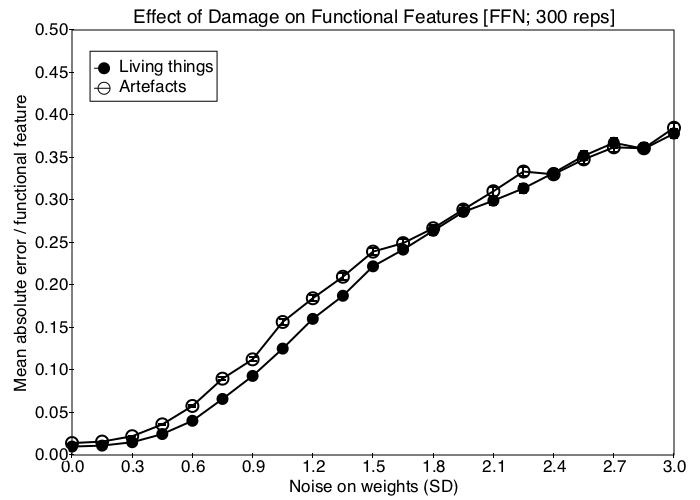 Effect of Damage on Functional Features [FFN; 300 reps]
0.50
0.45
0.40
0.35
0.30
0.25
0.20
0.15
0.10
0.05
0.00
Mean absolute error / functional feature
Living things
Artefacts
0.0 0.3 0.6 0.9 1.2 1.5 1.8 2.1 2.4 2.7 3.0
Noise on weights (SD)